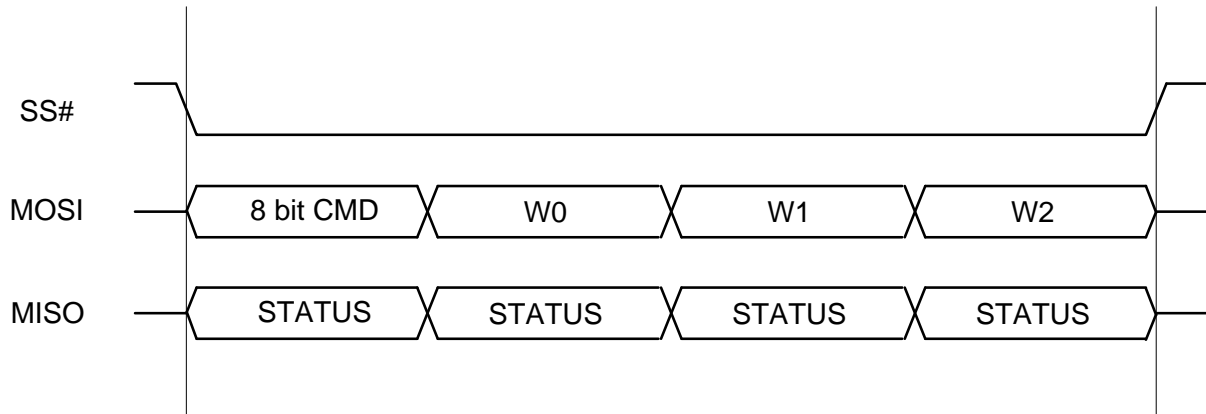 SS#
MOSI 8 bit CMD W0 W1 W2
MISO STATUS STATUS STATUS STATUS